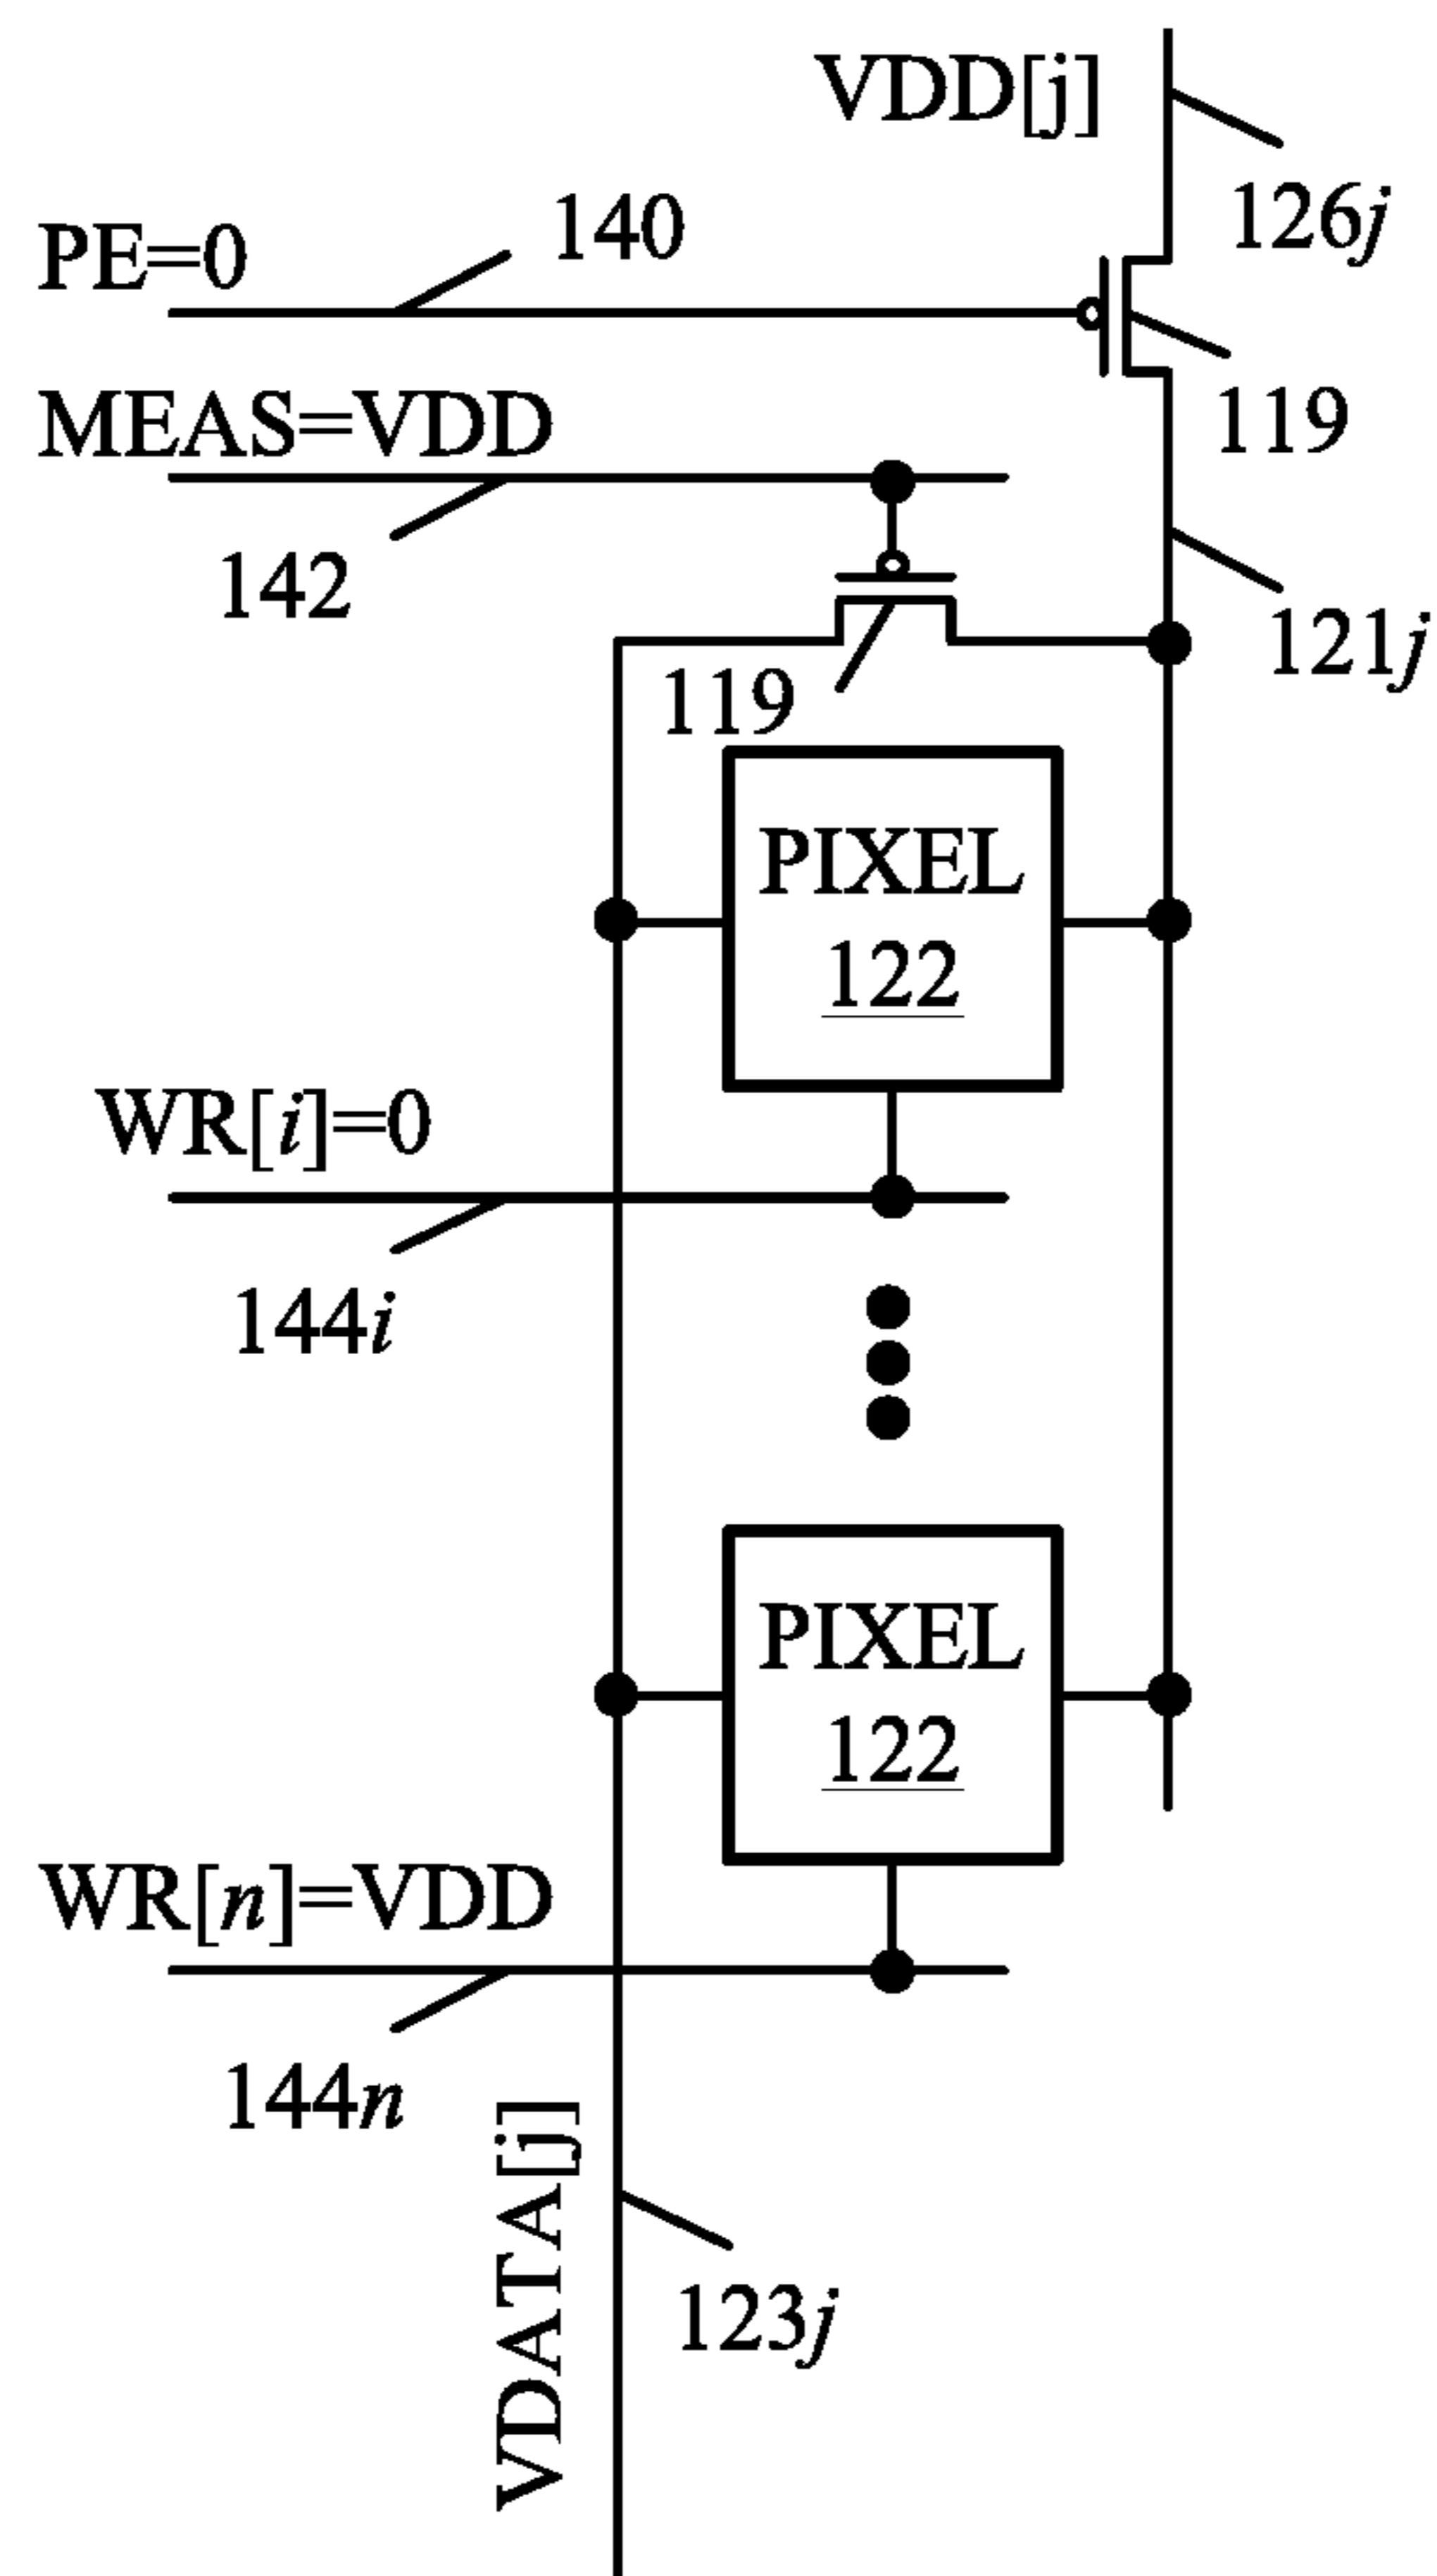 VDD[j]
126j
PE=0
140
119
MEAS=VDD
142
121j
119
PIXEL
122
WR[i]=0
144i
PIXEL
122
WR[n]=VDD
144n
VDATA[j]
123j